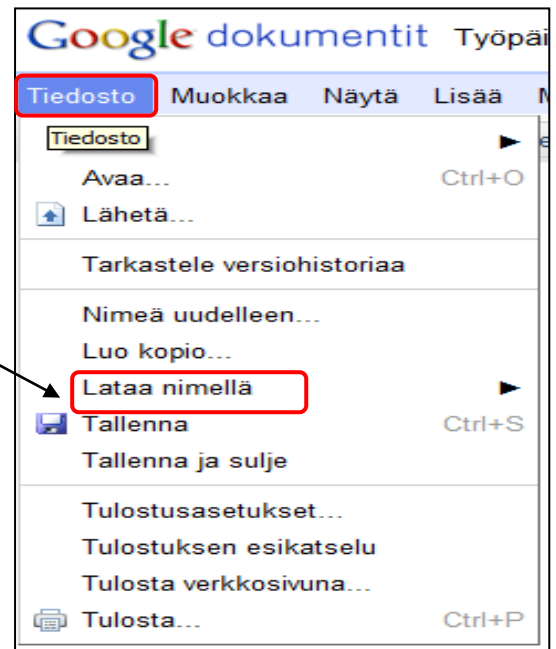 Google dokumentit Työpäi
Tiedosto Muokkaa Näytä Lisää
Tiedosto
Avaa... Ctrl+O
Lähetä...
Tarkastele versiohistoriaa
Nimeä uudelleen...
Luo kopio...
Lataa nimellä
Tallenna Ctrl+S
Tallenna ja sulje
Tulostusasetukset...
Tulostuksen esikatselu
Tulosta verkkosivuna...
Tulosta... Ctrl+P